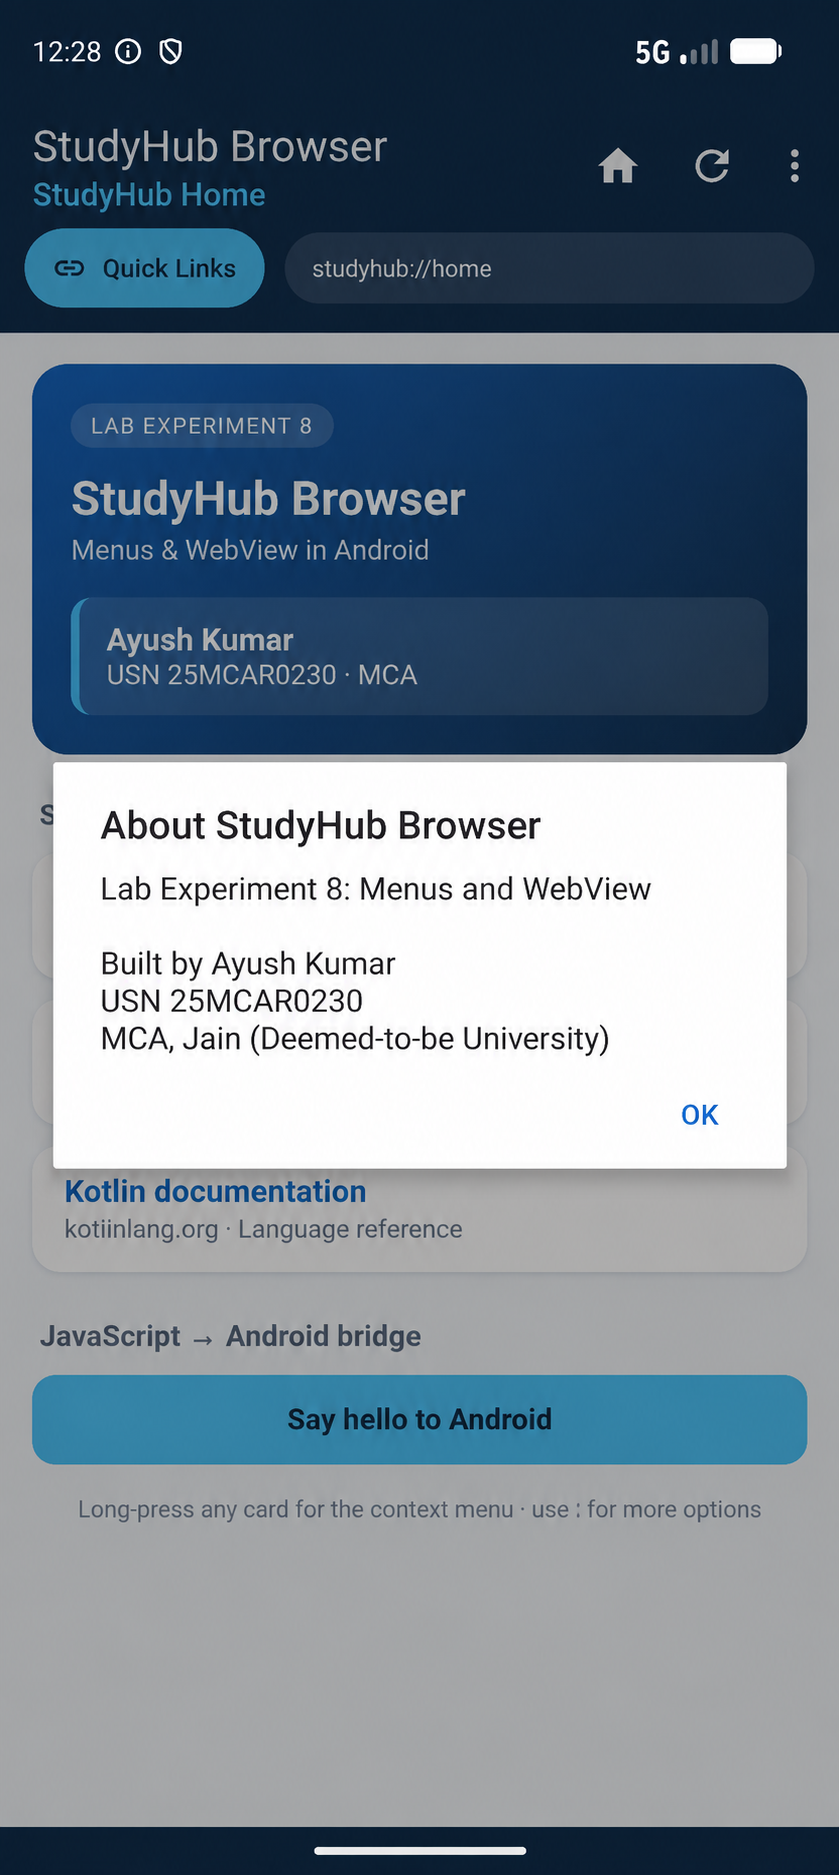 12:28
5G
StudyHub Browser
StudyHub Home
Quick Links
studyhub://home
LAB EXPERIMENT 8
StudyHub Browser
Menus & WebView in Android
Ayush Kumar
USN 25MCAR0230 · MCA
S
About StudyHub Browser
Lab Experiment 8: Menus and WebView
Built by Ayush Kumar
USN 25MCAR0230
MCA, Jain (Deemed-to-be University)
OK
Kotlin documentation
kotiinlang.org · Language reference
JavaScript → Android bridge
Say hello to Android
Long-press any card for the context menu · use ⋮ for more options